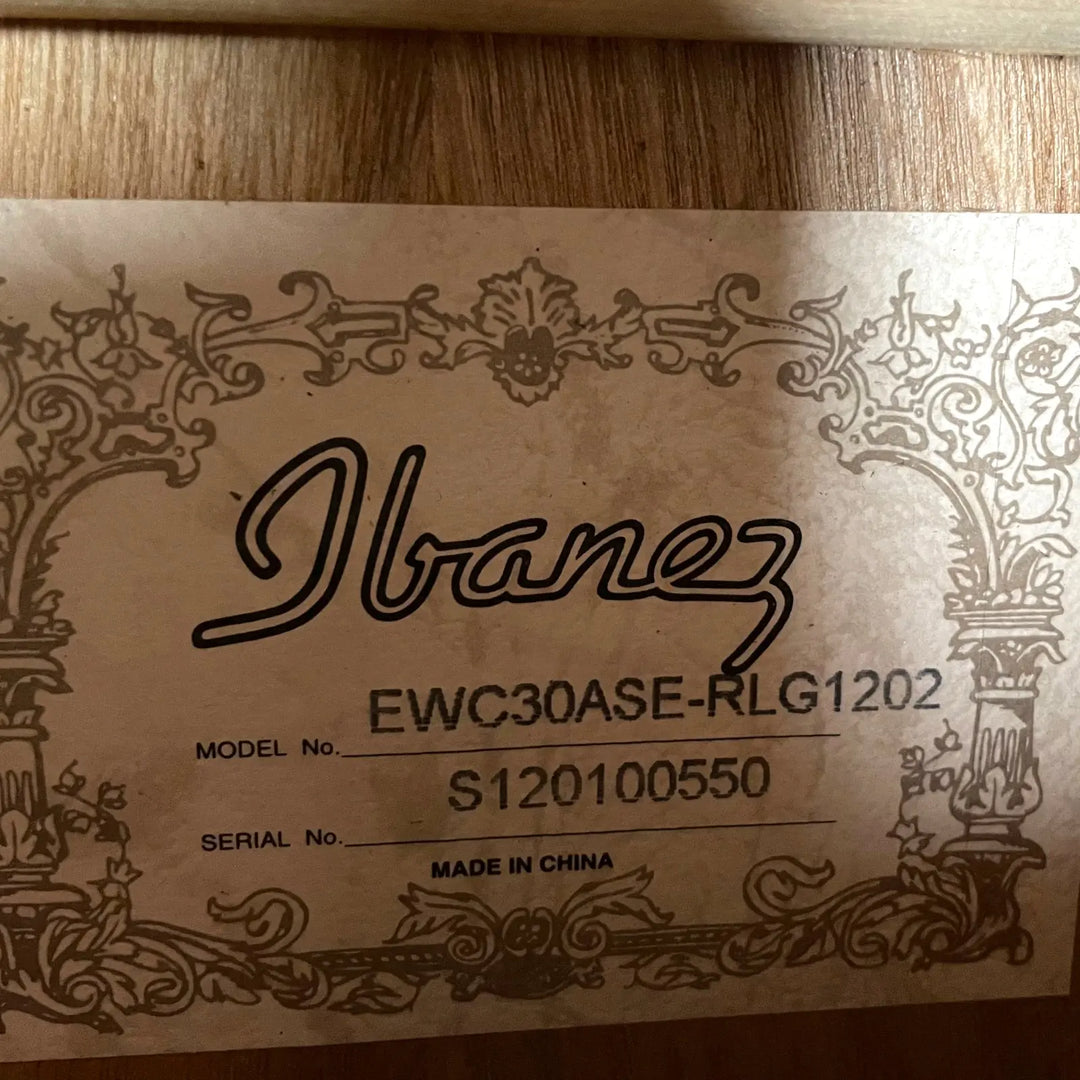 Ibanez
MODEL No. EWC30ASE-RLG1202
SERIAL No. S120100550
MADE IN CHINA